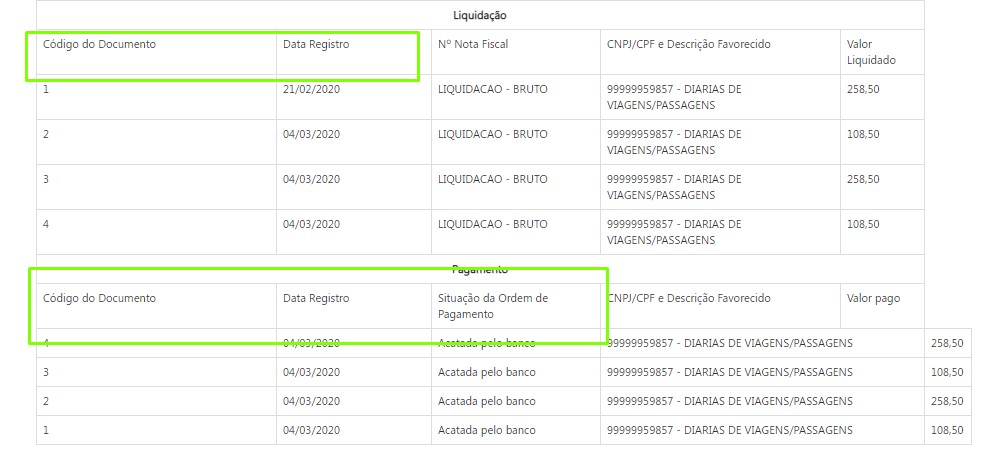 Liquidação
Código do Documento Data Registro Nº Nota Fiscal CNPJ/CPF e Descrição Favorecido Valor
Liquidado
1 21/02/2020 LIQUIDACAO - BRUTO 99999959857 - DIARIAS DE 258,50
VIAGENS/PASSAGENS
2 04/03/2020 LIQUIDACAO - BRUTO 99999959857 - DIARIAS DE 108,50
VIAGENS/PASSAGENS
3 04/03/2020 LIQUIDACAO - BRUTO 99999959857 - DIARIAS DE 258,50
VIAGENS/PASSAGENS
4 04/03/2020 LIQUIDACAO - BRUTO 99999959857 - DIARIAS DE 108,50
VIAGENS/PASSAGENS
Pagamento
Código do Documento Data Registro Situação da Ordem de CNPJ/CPF e Descrição Favorecido Valor pago
Pagamento
4 04/03/2020 Acatada pelo banco 99999959857 - DIARIAS DE VIAGENS/PASSAGENS 258,50
3 04/03/2020 Acatada pelo banco 99999959857 - DIARIAS DE VIAGENS/PASSAGENS 108,50
2 04/03/2020 Acatada pelo banco 99999959857 - DIARIAS DE VIAGENS/PASSAGENS 258,50
1 04/03/2020 Acatada pelo banco 99999959857 - DIARIAS DE VIAGENS/PASSAGENS 108,50